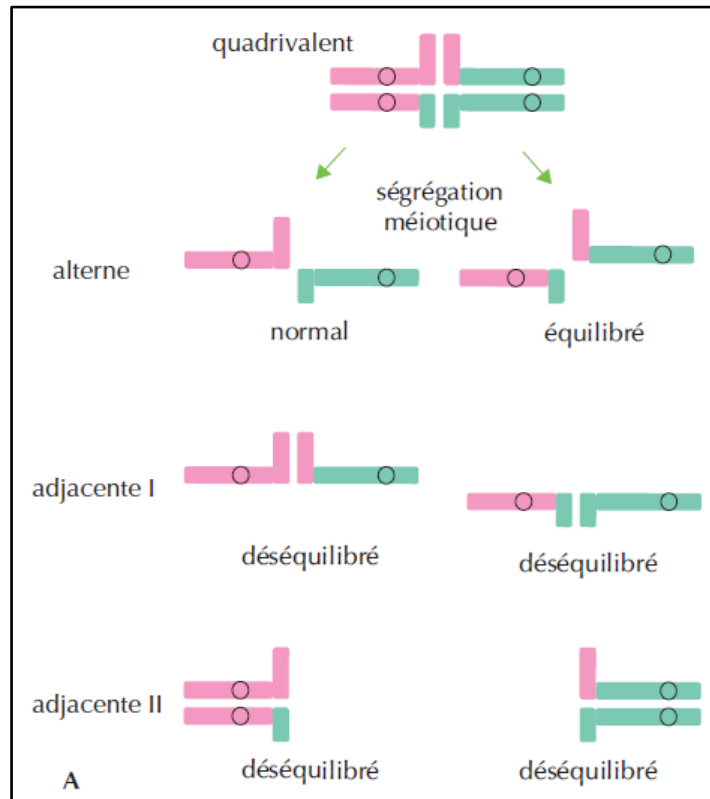 quadrivalent
ségrégation
méiotique
alterne
normal
équilibré
adjacente I
déséquilibré
déséquilibré
adjacente II
déséquilibré
déséquilibré
A